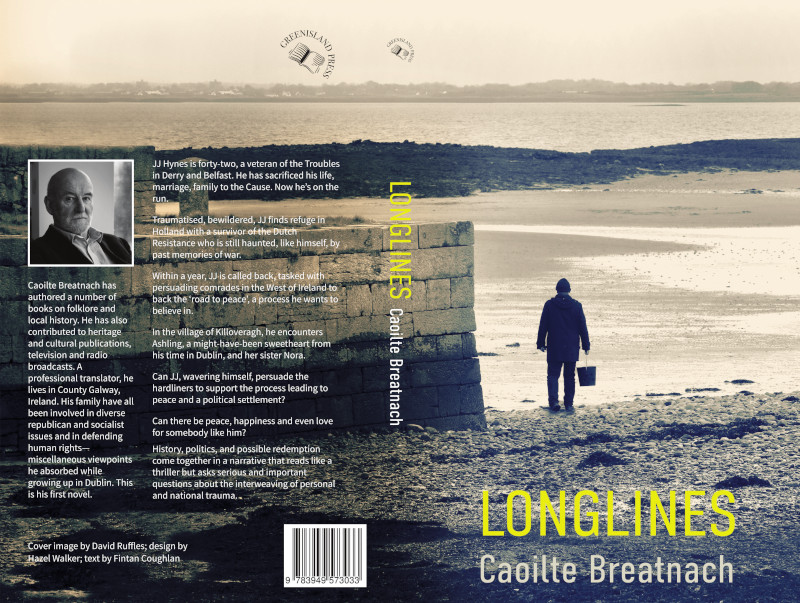 GREENISLAND PRESS
GREENISLAND PRESS
JJ Hynes is forty-two, a veteran of the Troubles
in Derry and Belfast. He has sacrificed his life,
marriage, family to the Cause. Now he's on the
run.
Traumatised, bewildered, JJ finds refuge in
Holland with a survivor of the Dutch
Resistance who is still haunted, like himself, by
past memories of war.
Within a year, JJ is called back, tasked with
persuading comrades in the West of Ireland to
back the 'road to peace', a process he wants to
believe in.
In the village of Killoveragh, he encounters
Ashling, a might-have-been sweetheart from
his time in Dublin, and her sister Nora.
Can JJ, wavering himself, persuade the
hardliners to support the process leading to
peace and a political settlement?
Can there be peace, happiness and even love
for somebody like him?
History, politics, and possible redemption
come together in a narrative that reads like a
thriller but asks serious and important
questions about the interweaving of personal
and national trauma..
Caoilte Breatnach has
authored a number of
books on folklore and
local history. He has also
contributed to heritage
and cultural publications,
television and radio
broadcasts. A
professional translator, he
lives in County Galway,
Ireland. His family have all
been involved in diverse
republican and socialist
issues and in defending
human rights—
miscellaneous viewpoints
he absorbed while
growing up in Dublin. This
is his first novel.
Cover image by David Ruffles; design by
Hazel Walker; text by Fintan Coughlan
9 783949 573033
LONGLINES Caoilte Breatnach
LONGLINES
Caoilte Breatnach